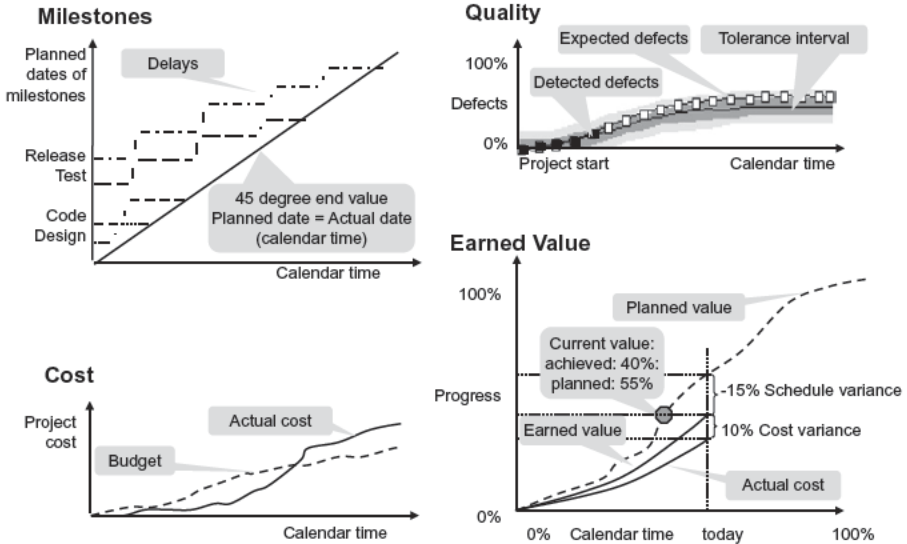 Milestones
Planned
dates of
milestones
Delays
Release
Test
Code
Design
45 degree end value
Planned date = Actual date
(calendar time)
Calendar time
Quality
100%
Defects
0%
Expected defects
Tolerance interval
Detected defects
Project start
Calendar time
Cost
Project
cost
Actual cost
Budget
Calendar time
Earned Value
100%
Planned value
Current value:
achieved: 40%:
planned: 55%
Progress
-15% Schedule variance
Earned value
10% Cost variance
Actual cost
0%
0%
Calendar time
today
100%